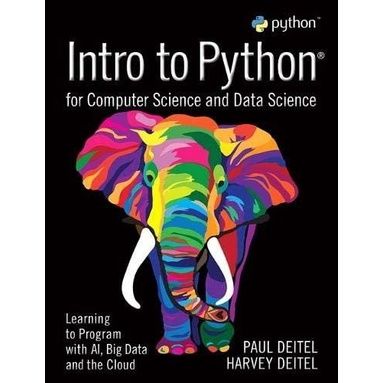 python™
Intro to Python®
for Computer Science and Data Science
Learning
to Program
with AI, Big Data
and the Cloud
PAUL DEITEL
HARVEY DEITEL